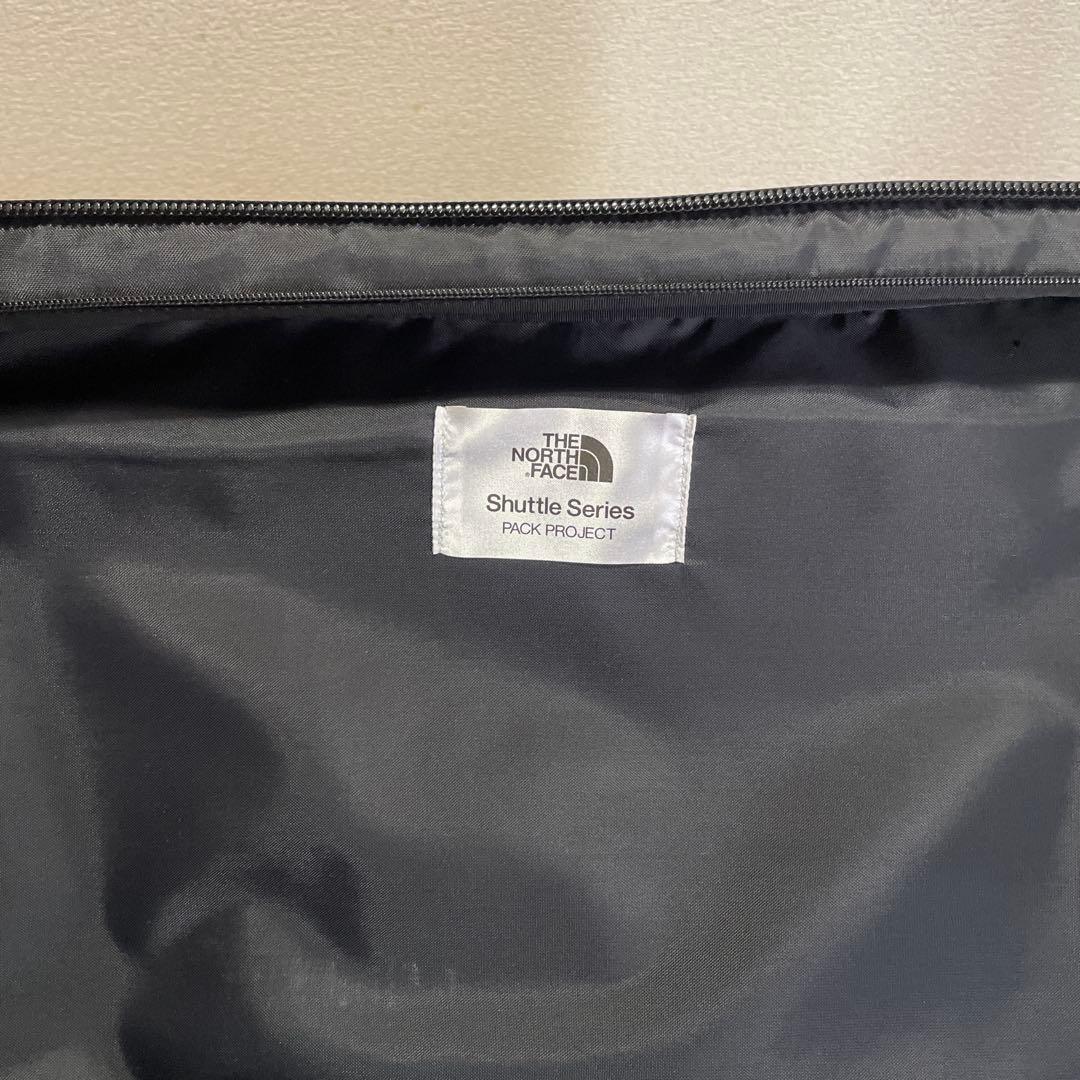 THE
NORTH
FACE
Shuttle Series
PACK PROJECT